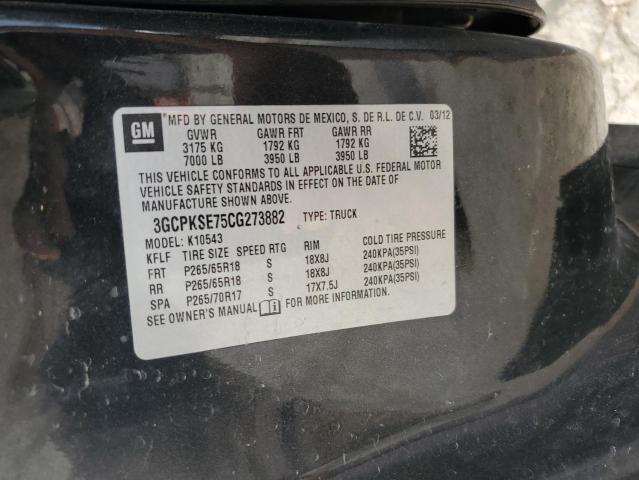 GM *MFD BY GENERAL MOTORS DE MEXICO, S. DE R.L. DE C.V. 03/12
GVWR GAWR FRT GAWR RR
3175 KG 1792 KG 1792 KG
7000 LB 3950 LB 3950 LB
THIS VEHICLE CONFORMS TO ALL APPLICABLE U.S. FEDERAL MOTOR
VEHICLE SAFETY STANDARDS IN EFFECT ON THE DATE OF
MANUFACTURE SHOWN ABOVE.
3GCPKSE75CG273882 TYPE: TRUCK
MODEL: K10543
KFLF TIRE SIZE SPEED RTG RIM COLD TIRE PRESSURE
FRT P265/65R18 S 18X8J 240KPA(35PSI)
RR P265/65R18 S 18X8J 240KPA(35PSI)
SPA P265/70R17 S 17X7.5J 240KPA(35PSI)
SEE OWNER'S MANUAL FOR MORE INFORMATION.